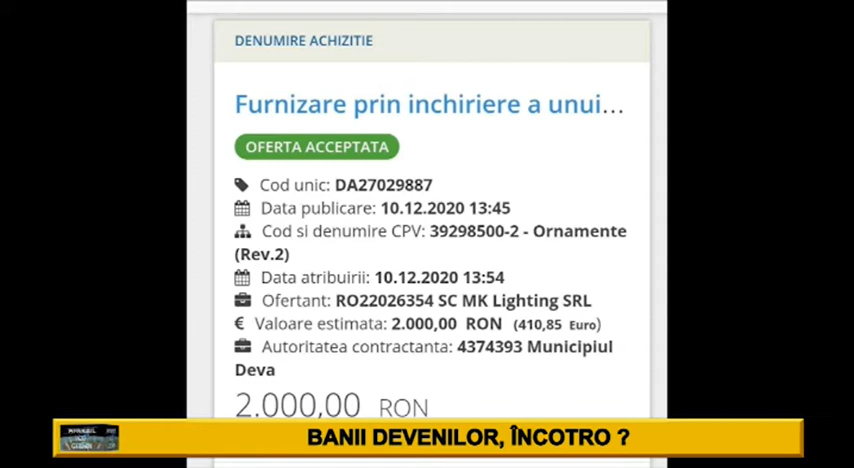 DENUMIRE ACHIZITIE
Furnizare prin inchiriere a unui...
OFERTA ACCEPTATA
Cod unic: DA27029887
Data publicare: 10.12.2020 13:45
Cod si denumire CPV: 39298500-2 - Ornamente
(Rev.2)
Data atribuirii: 10.12.2020 13:54
Ofertant: RO22026354 SC MK Lighting SRL
€ Valoare estimata: 2.000,00 RON (410,85 Euro)
Autoritatea contractanta: 4374393 Municipiul
Deva
2.000,00 RON
BANII DEVENILOR, ÎNCOTRO ?